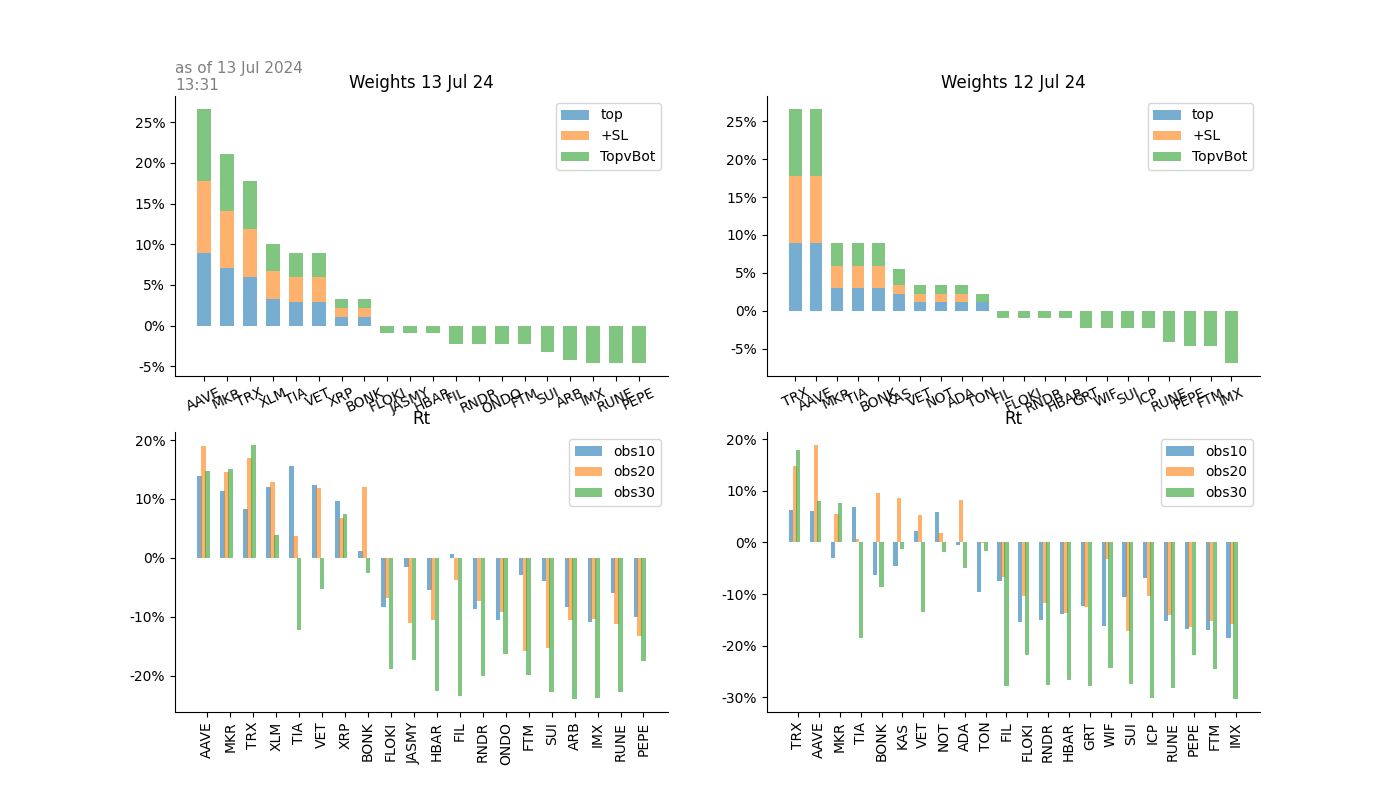 as of 13 Jul 2024
13:31
Weights 13 Jul 24
25%
20%
15%
10%
5%
0%
-5%
top
+SL
TopvBot
AAVE MKR TRX XLM TIA VET XRP BONK FLOKI JASMY HBAR FIL RNDR ONDO FTM SUI ARB IMX RUNE PEPE
Weights 12 Jul 24
25%
20%
15%
10%
5%
0%
-5%
top
+SL
TopvBot
TRX AAVE MKR TIA BONK KAS VET NOT ADA TON FIL FLOKI RNDR HBAR GRT WIF SUI ICP RUNE PEPE FTM IMX
Rt
20%
10%
0%
-10%
-20%
obs10
obs20
obs30
AAVE MKR TRX XLM TIA VET XRP BONK FLOKI JASMY HBAR FIL RNDR ONDO FTM SUI ARB IMX RUNE PEPE
Rt
20%
10%
0%
-10%
-20%
-30%
obs10
obs20
obs30
TRX AAVE MKR TIA BONK KAS VET NOT ADA TON FIL FLOKI RNDR HBAR GRT WIF SUI ICP RUNE PEPE FTM IMX